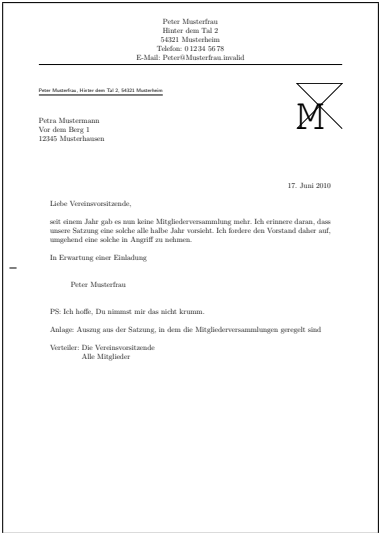 Peter Musterfrau
Hinter dem Tal 2
54321 Musterheim
Telefon: 0 12 34 56 78
E-Mail: Peter@Musterfrau.invalid
Peter Musterfrau, Hinter dem Tal 2, 54321 Musterheim
M
Petra Mustermann
Vor dem Berg 1
12345 Musterhausen
17. Juni 2010
Liebe Vereinsvorsitzende,
seit einem Jahr gab es nun keine Mitgliederversammlung mehr. Ich erinnere daran, dass
unsere Satzung eine solche alle halbe Jahr vorsieht. Ich fordere den Vorstand daher auf,
umgehend eine solche in Angriff zu nehmen.
In Erwartung einer Einladung
Peter Musterfrau
PS: Ich hoffe, Du nimmst mir das nicht krumm.
Anlage: Auszug aus der Satzung, in dem die Mitgliederversammlungen geregelt sind
Verteiler: Die Vereinsvorsitzende
Alle Mitglieder